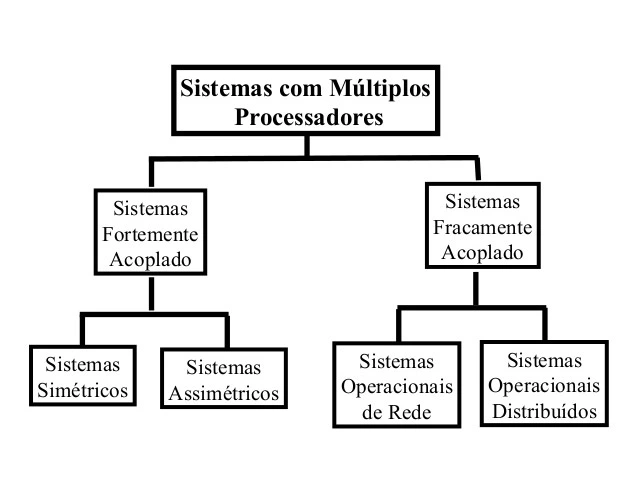 Sistemas com Múltiplos
Processadores
Sistemas
Fortemente
Acoplado
Sistemas
Fracamente
Acoplado
Sistemas
Simétricos
Sistemas
Assimétricos
Sistemas
Operacionais
de Rede
Sistemas
Operacionais
Distribuídos